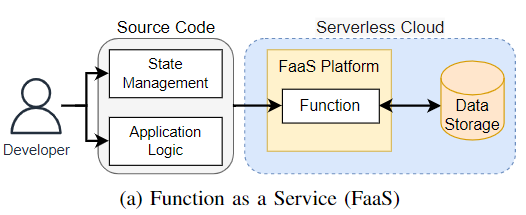 Source Code
Serverless Cloud
State
Management
FaaS Platform
Function
Developer
Application
Logic
Data
Storage
(a) Function as a Service (FaaS)